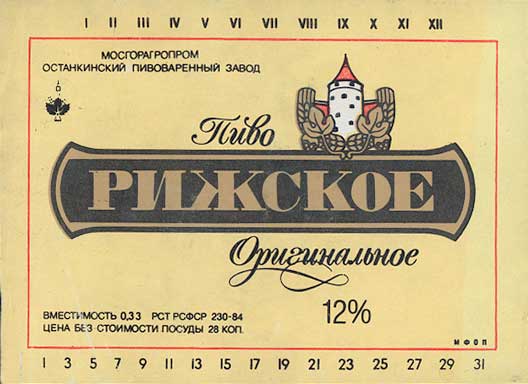 I II III IV V VI VII VIII IX X XI XII
МОСГОРАГРОПРОМ
ОСТАНКИНСКИЙ ПИВОВАРЕННЫЙ ЗАВОД
Пиво
РИЖСКОЕ
Оригинальное
12%
ВМЕСТИМОСТЬ 0,33 РСТ РСФСР 230-84
ЦЕНА БЕЗ СТОИМОСТИ ПОСУДЫ 28 КОП.
МФОП
1 3 5 7 9 11 13 15 17 19 21 23 25 27 29 31